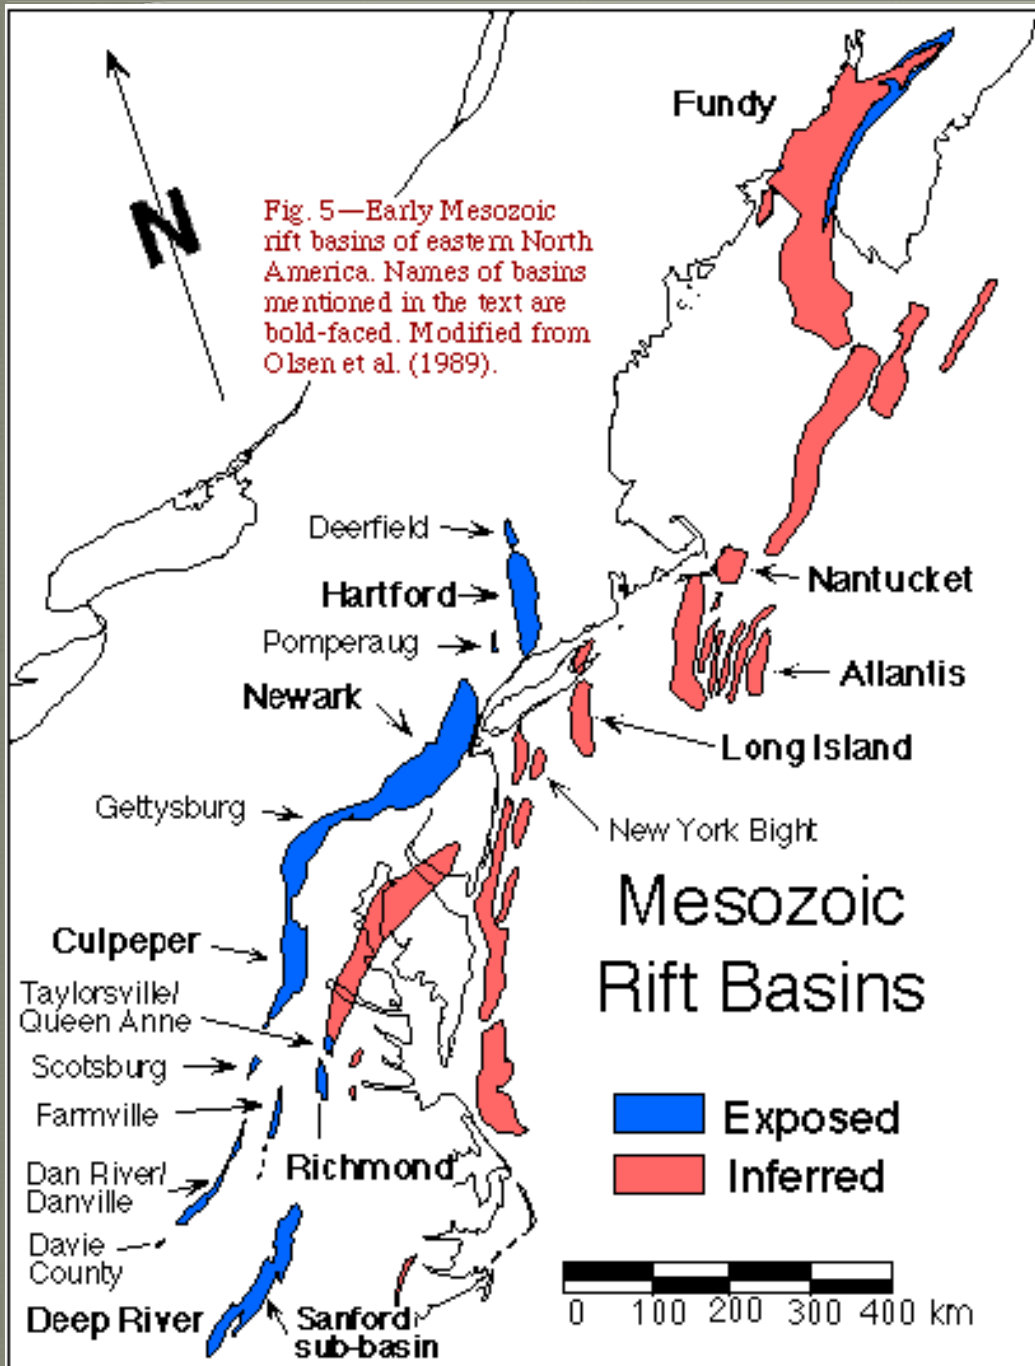 Fundy
N
Fig. 5—Early Mesozoic
rift basins of eastern North
America. Names of basins
mentioned in the text are
bold-faced. Modified from
Olsen et al. (1989).
Deerfield
Hartford
Nantucket
Pomperaug
Atlantis
Newark
Long Island
Gettysburg
New York Bight
Mesozoic
Rift Basins
Culpeper
Taylorsville/
Queen Anne
Scotsburg
Farmville
Exposed
Inferred
Richmond
Dan River/
Danville
Davie
County
Deep River
Sanford
sub-basin
0 100 200 300 400 km